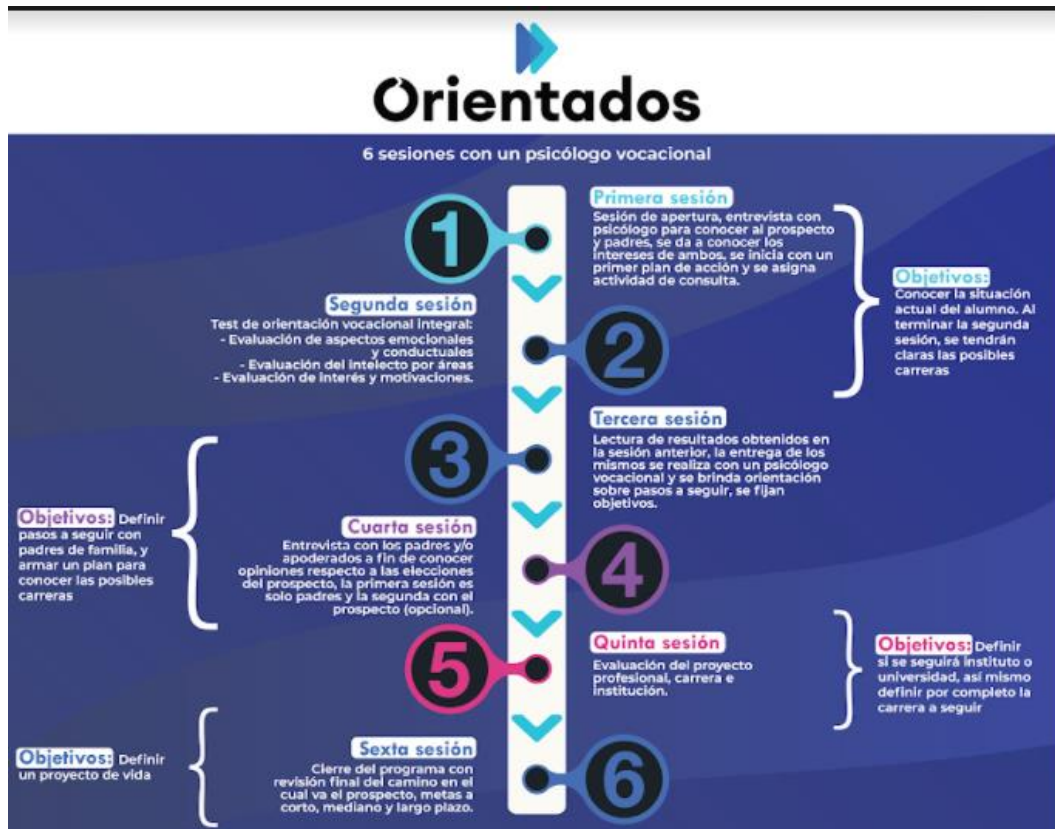 Orientados
6 sesiones con un psicólogo vocacional
1
Primera sesión
Sesión de apertura, entrevista con
psicólogo para conocer al prospecto
y padres, se da a conocer los
intereses de ambos. se inicia con un
primer plan de acción y se asigna
actividad de consulta.
Objetivos:
Conocer la situación
actual del alumno. Al
terminar la segunda
sesión, se tendrán
claras las posibles
carreras
Segunda sesión
Test de orientación vocacional integral:
- Evaluación de aspectos emocionales
y conductuales
- Evaluación del intelecto por áreas
- Evaluación de interés y motivaciones.
2
3
Tercera sesión
Lectura de resultados obtenidos en
la sesión anterior, la entrega de los
mismos se realiza con un psicólogo
vocacional y se brinda orientación
sobre pasos a seguir, se fijan
objetivos.
Objetivos: Definir
pasos a seguir con
padres de familia, y
armar un plan para
conocer las posibles
carreras
Cuarta sesión
Entrevista con los padres y/o
apoderados a fin de conocer
opiniones respecto a las elecciones
del prospecto, la primera sesión es
solo padres y la segunda con el
prospecto (opcional).
4
5
Quinta sesión
Evaluación del proyecto
profesional, carrera e
institución.
Objetivos: Definir
si se seguirá instituto o
universidad, así mismo
definir por completo la
carrera a seguir
Objetivos: Definir
un proyecto de vida
Sexta sesión
Cierre del programa con
revisión final del camino en el
cual va el prospecto, metas a
corto, mediano y largo plazo.
6